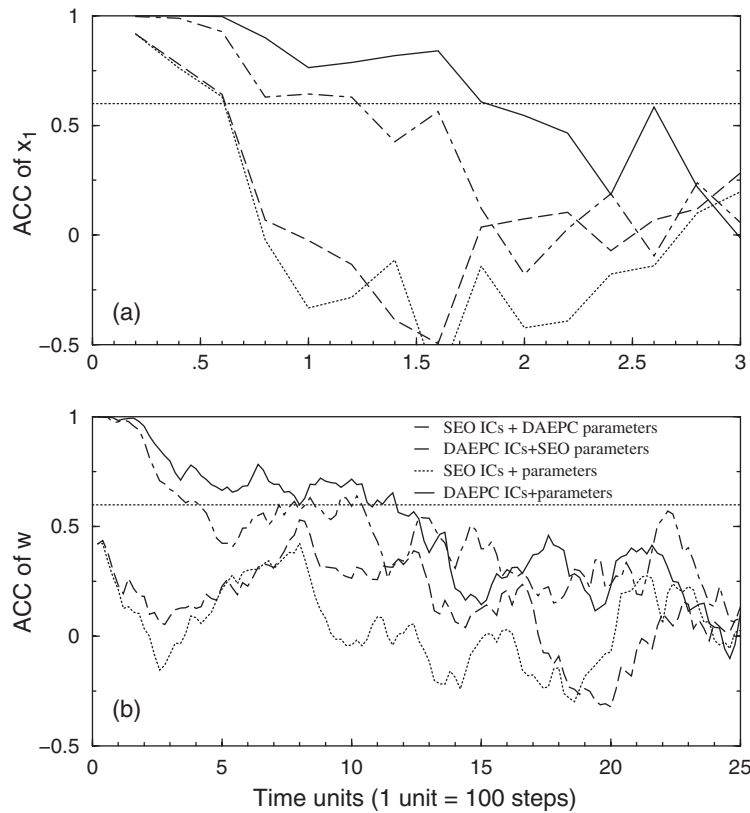 1
0.5
0
−0.5
ACC of x1
(a)
0 .5 1 1.5 2 2.5 3
1
0.5
0
−0.5
ACC of w
SEO ICs + DAEPC parameters
DAEPC ICs+SEO parameters
SEO ICs + parameters
DAEPC ICs+parameters
(b)
0 5 10 15 20 25
Time units (1 unit = 100 steps)